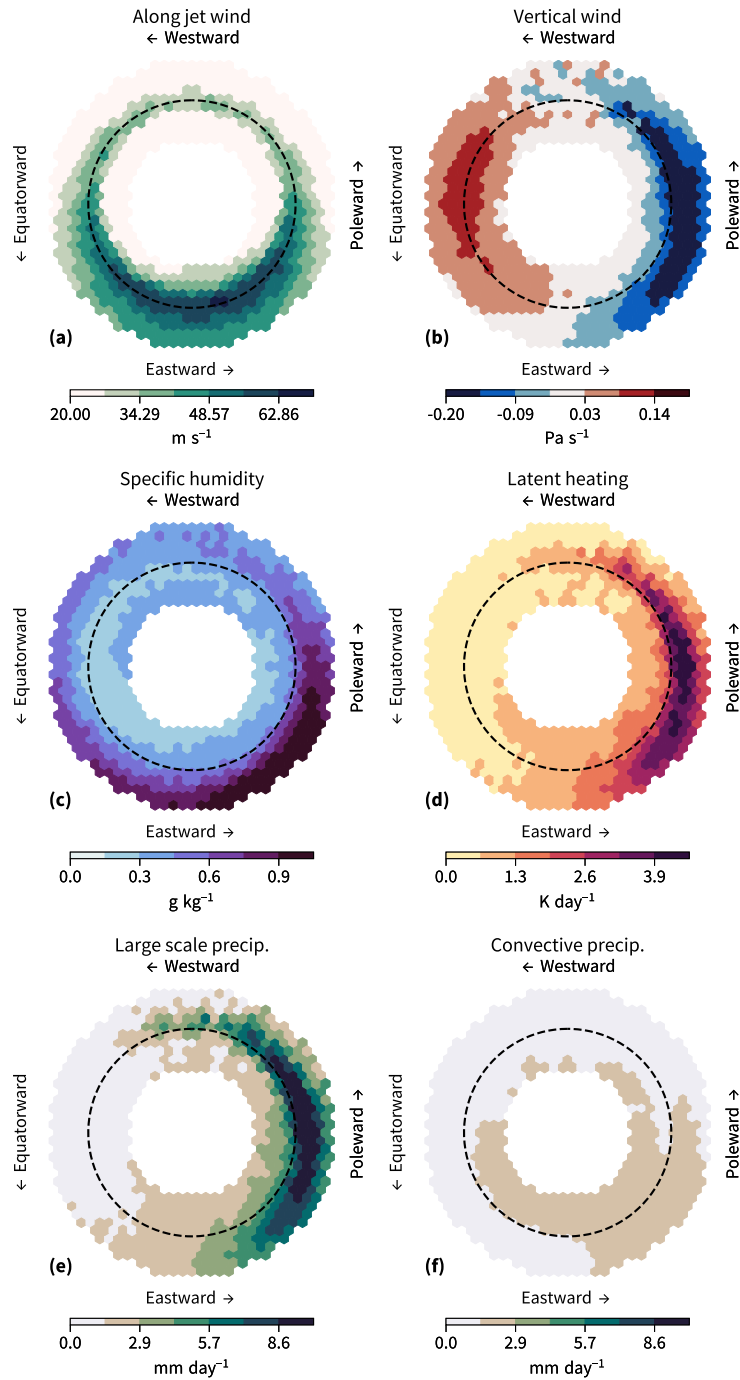 Along jet wind
← Westward
← Equatorward
Poleward →
(a)
Eastward →
20.00 34.29 48.57 62.86
m s⁻¹
Vertical wind
← Westward
← Equatorward
Poleward →
(b)
Eastward →
-0.20 -0.09 0.03 0.14
Pa s⁻¹
Specific humidity
← Westward
← Equatorward
Poleward →
(c)
Eastward →
0.0 0.3 0.6 0.9
g kg⁻¹
Latent heating
← Westward
← Equatorward
Poleward →
(d)
Eastward →
0.0 1.3 2.6 3.9
K day⁻¹
Large scale precip.
← Westward
← Equatorward
Poleward →
(e)
Eastward →
0.0 2.9 5.7 8.6
mm day⁻¹
Convective precip.
← Westward
← Equatorward
Poleward →
(f)
Eastward →
0.0 2.9 5.7 8.6
mm day⁻¹